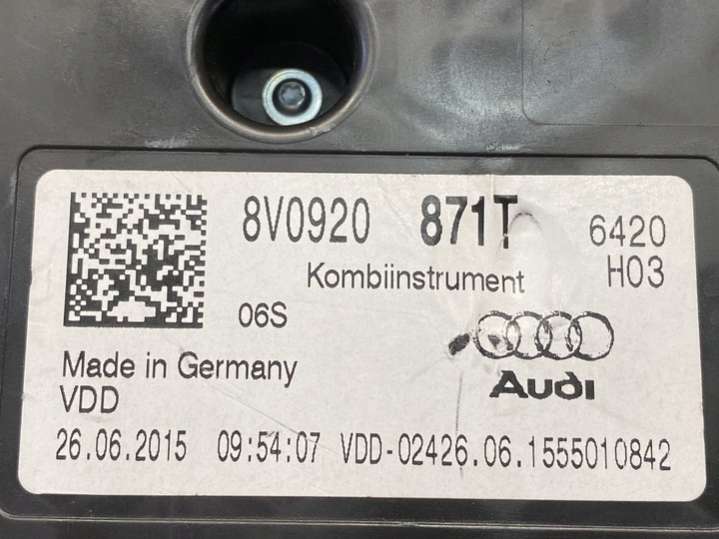 8V0920 871T 6420
Kombiinstrument H03
06S
Made in Germany Audi
VDD
26.06.2015 09:54:07 VDD-02426.06.1555010842